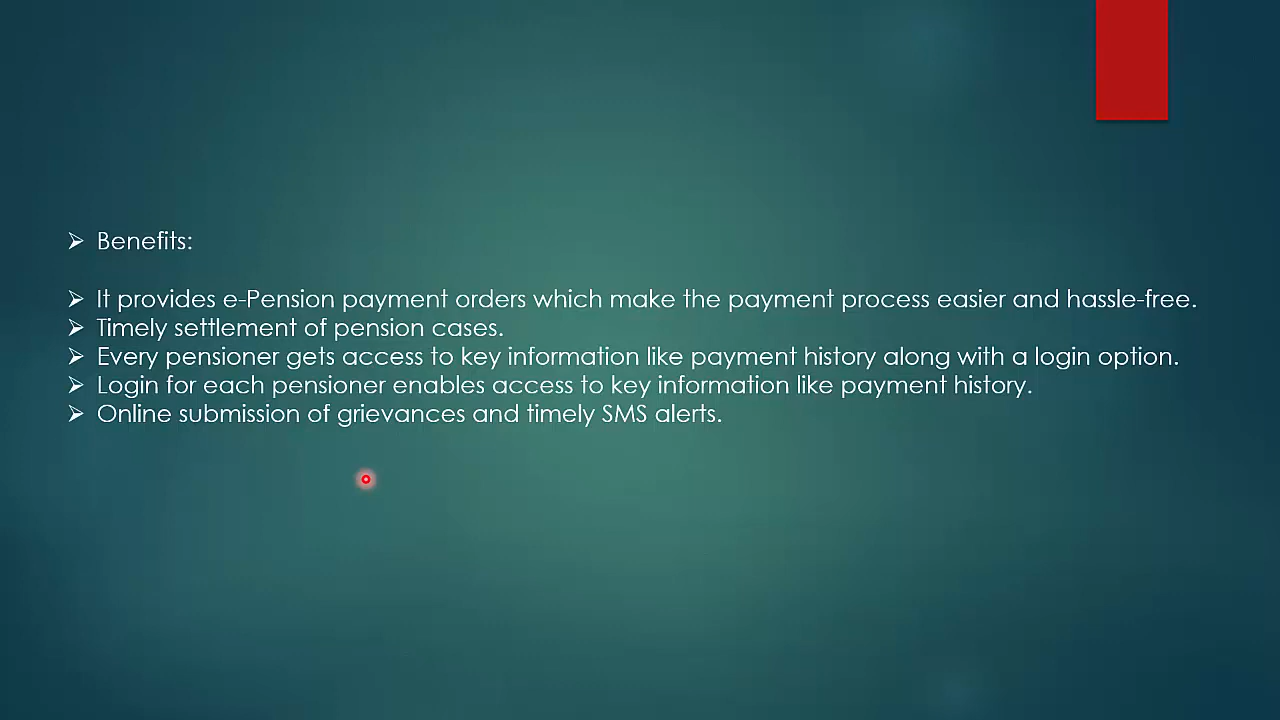 ➢ Benefits:
➢ It provides e-Pension payment orders which make the payment process easier and hassle-free.
➢ Timely settlement of pension cases.
➢ Every pensioner gets access to key information like payment history along with a login option.
➢ Login for each pensioner enables access to key information like payment history.
➢ Online submission of grievances and timely SMS alerts.